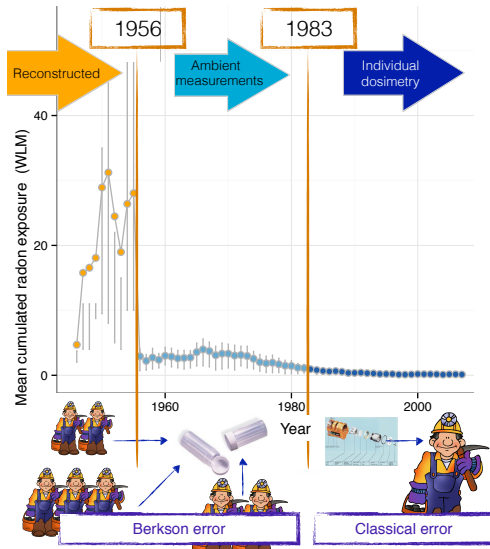 1956
1983
Reconstructed
Ambient
measurements
Individual
dosimetry
Mean cumulated radon exposure (WLM)
40
20
0
1960
1980
2000
Year
Berkson error
Classical error